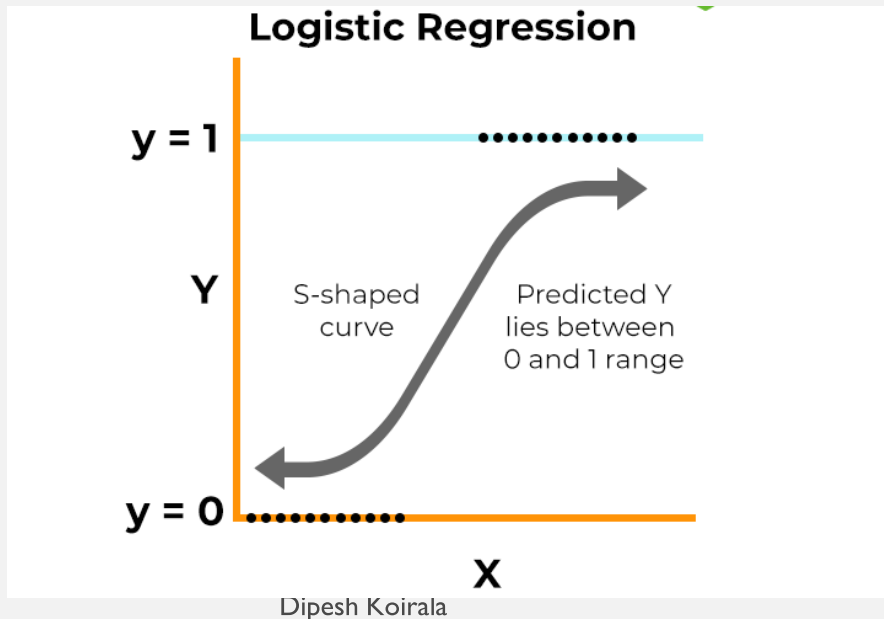 Logistic Regression
y = 1
Y
S-shaped
curve
Predicted Y
lies between
0 and 1 range
y = 0
X
Dipesh Koirala